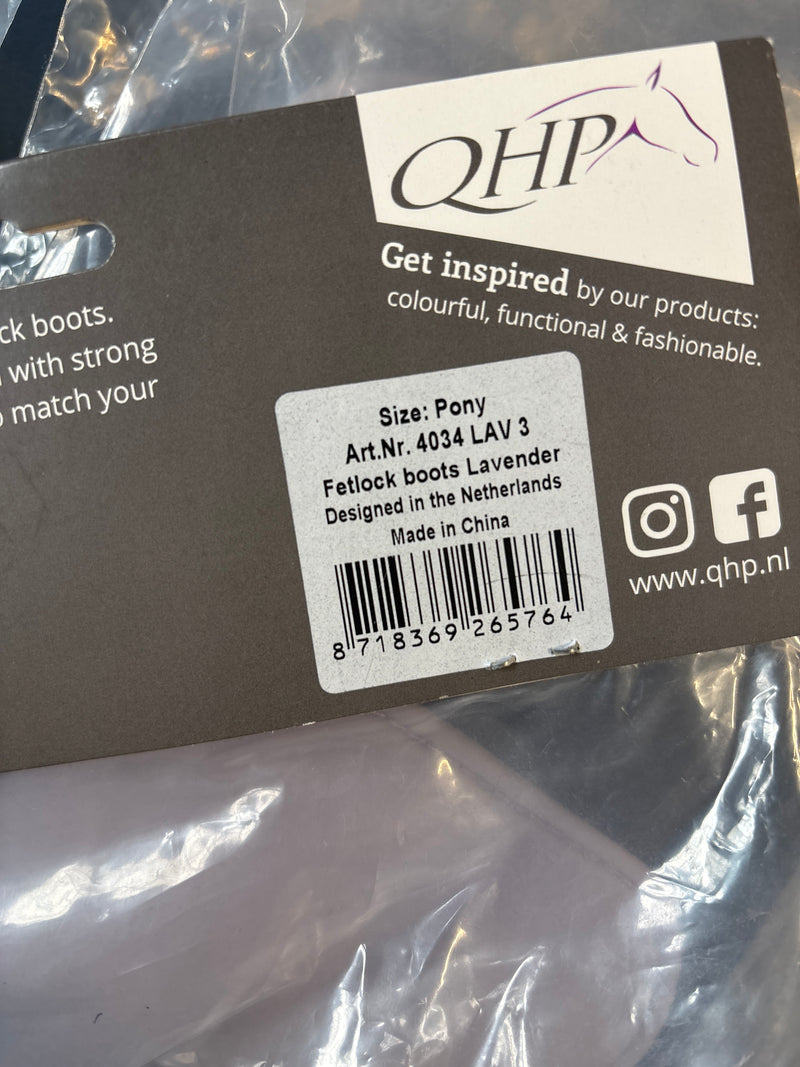 QHP
Get inspired by our products:
colourful, functional & fashionable.
ck boots.
with strong
match your
Size: Pony
Art.Nr. 4034 LAV 3
Fetlock boots Lavender
Designed in the Netherlands
Made in China
8 718369 265764
www.qhp.nl